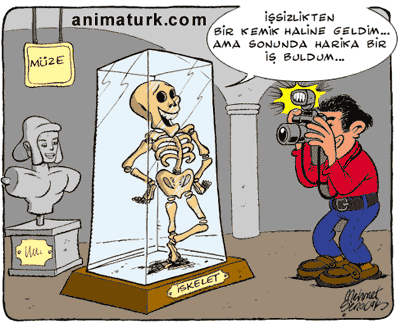 animaturk.com
İŞSİZLİKTEN
BİR KEMİK HALİNE GELDİM...
AMA SONUNDA HARİKA BİR
İŞ BULDUM...
MÜZE
İSKELET